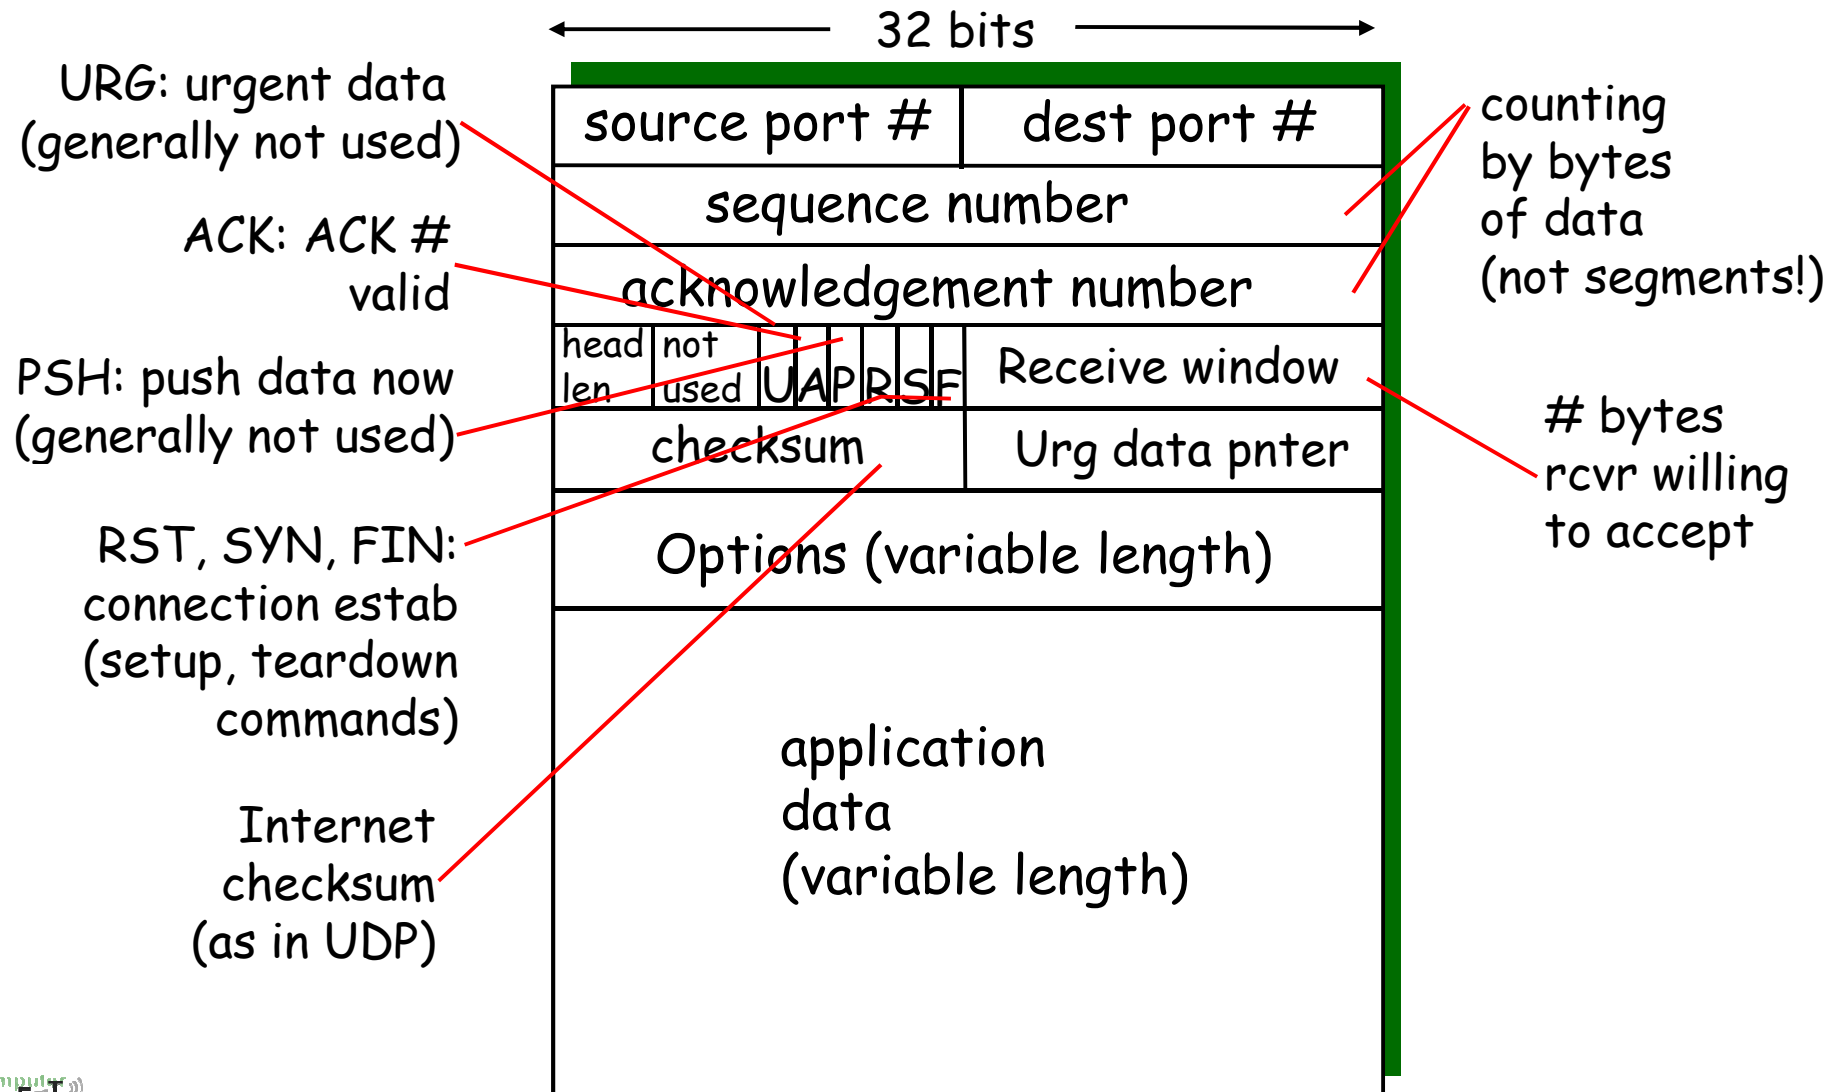 32 bits
URG: urgent data
(generally not used)
ACK: ACK #
valid
PSH: push data now
(generally not used)
RST, SYN, FIN:
connection estab
(setup, teardown
commands)
Internet
checksum
(as in UDP)
source port # dest port #
sequence number
acknowledgement number
head not
len used U A P R S F Receive window
checksum Urg data pnter
Options (variable length)
application
data
(variable length)
counting
by bytes
of data
(not segments!)
# bytes
rcvr willing
to accept